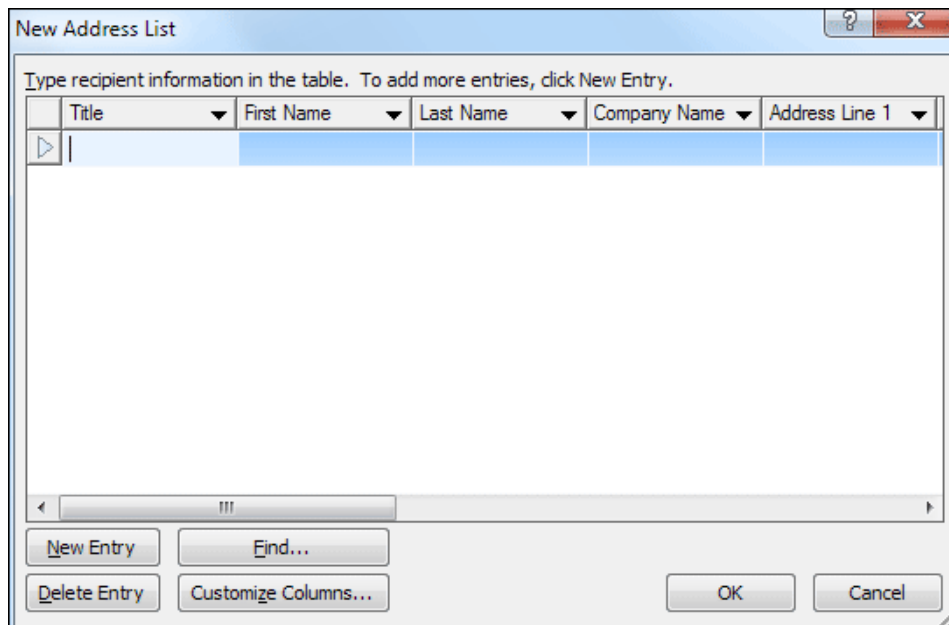 New Address List
Type recipient information in the table. To add more entries, click New Entry.
Title First Name Last Name Company Name Address Line 1
New Entry Find...
Delete Entry Customize Columns... OK Cancel